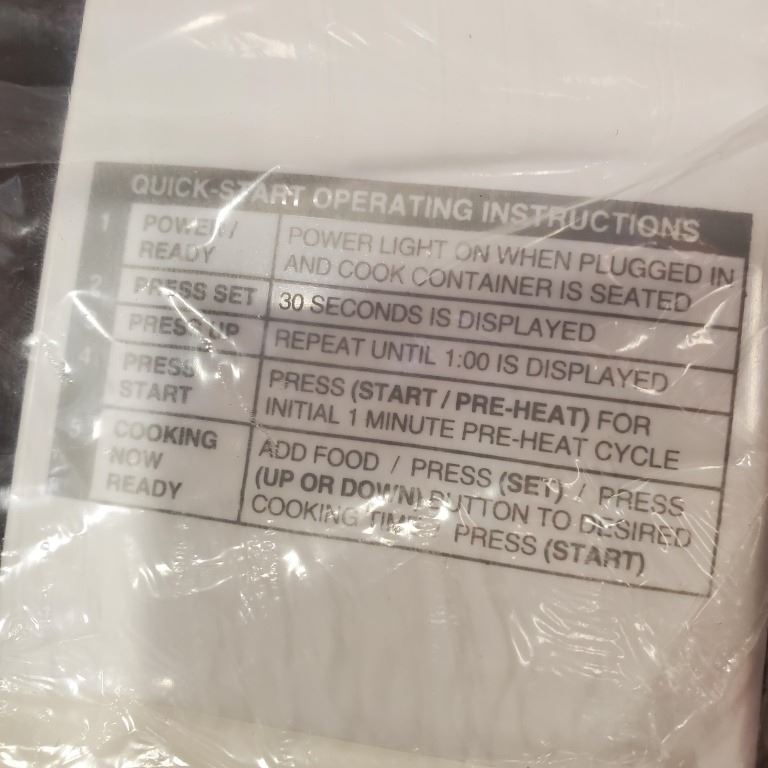 QUICK-START OPERATING INSTRUCTIONS
1 POWER / READY
POWER LIGHT ON WHEN PLUGGED IN
AND COOK CONTAINER IS SEATED
2 PRESS SET
30 SECONDS IS DISPLAYED
PRESS UP
REPEAT UNTIL 1:00 IS DISPLAYED
4 PRESS
START
PRESS (START / PRE-HEAT) FOR
INITIAL 1 MINUTE PRE-HEAT CYCLE
COOKING
NOW
READY
ADD FOOD / PRESS (SET) / PRESS
(UP OR DOWN) BUTTON TO DESIRED
COOKING TIME PRESS (START)